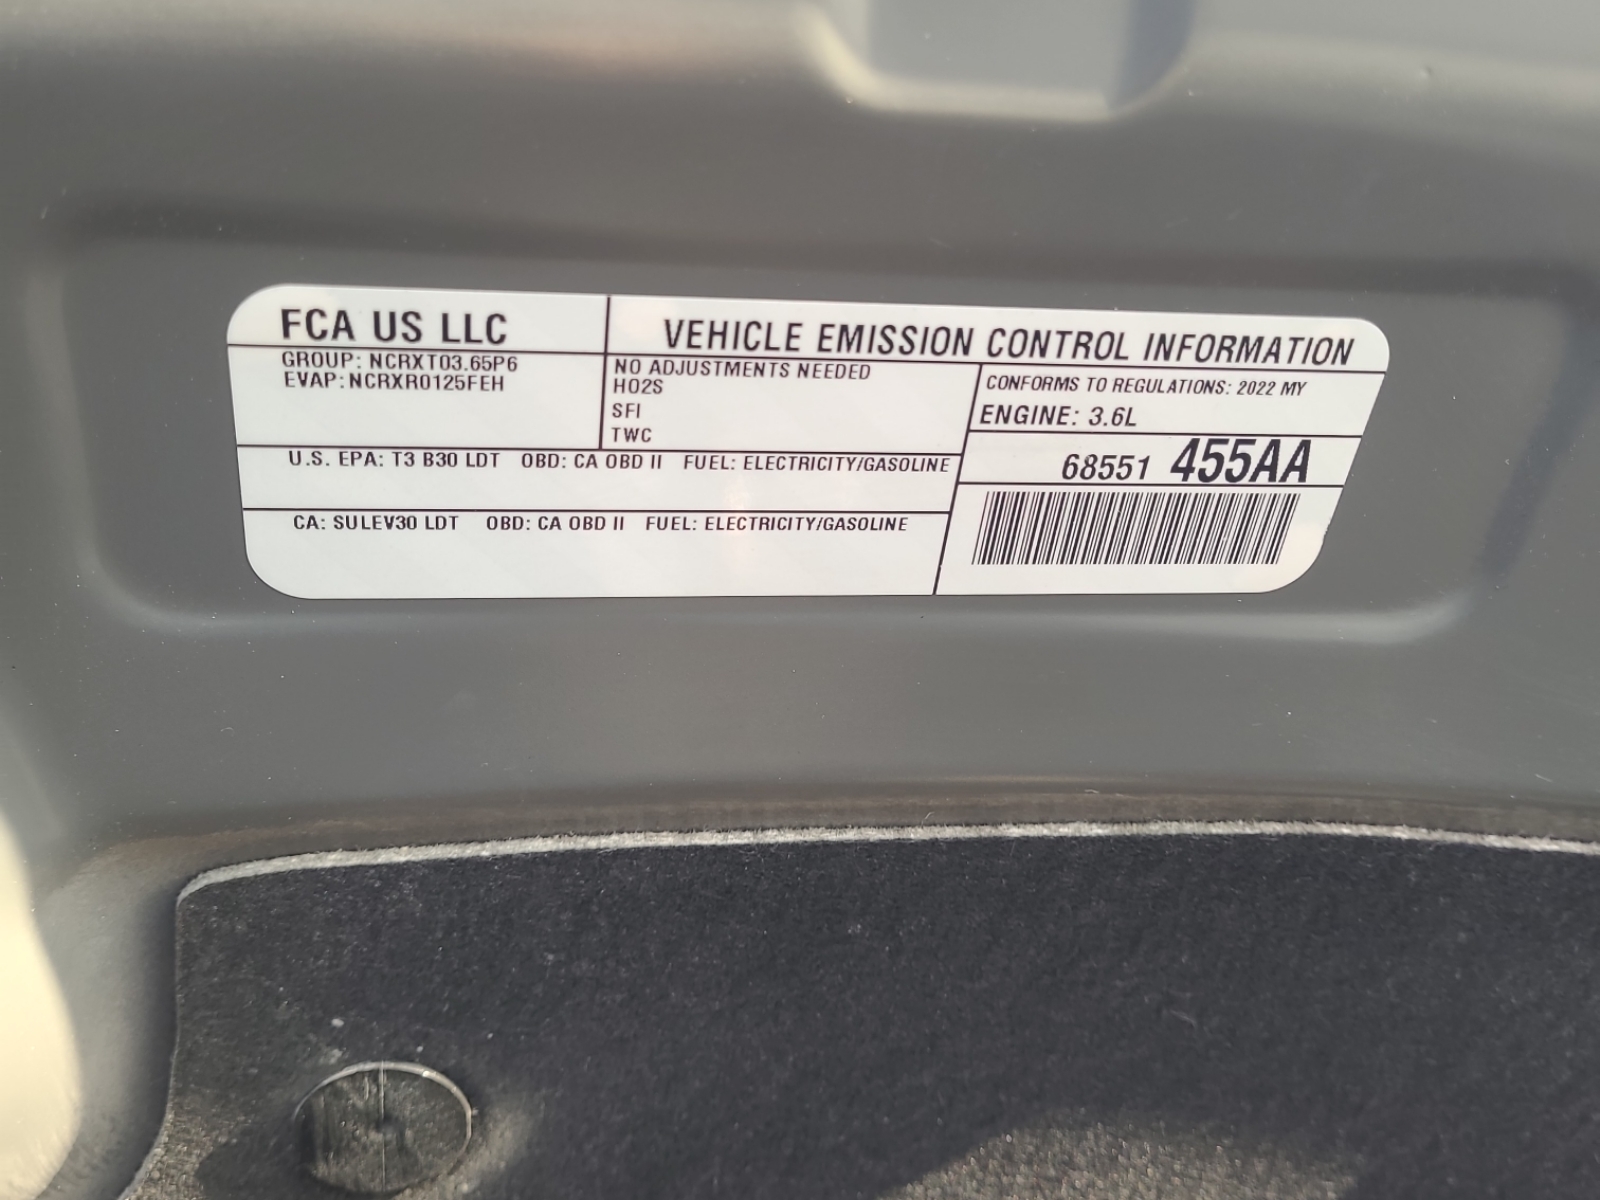 FCA US LLC
VEHICLE EMISSION CONTROL INFORMATION
GROUP: NCRXT03.65P6
EVAP: NCRXR0125FEH
NO ADJUSTMENTS NEEDED
HO2S
SFI
TWC
CONFORMS TO REGULATIONS: 2022 MY
ENGINE: 3.6L
68551 455AA
U.S. EPA: T3 B30 LDT OBD: CA OBD II FUEL: ELECTRICITY/GASOLINE
CA: SULEV30 LDT OBD: CA OBD II FUEL: ELECTRICITY/GASOLINE